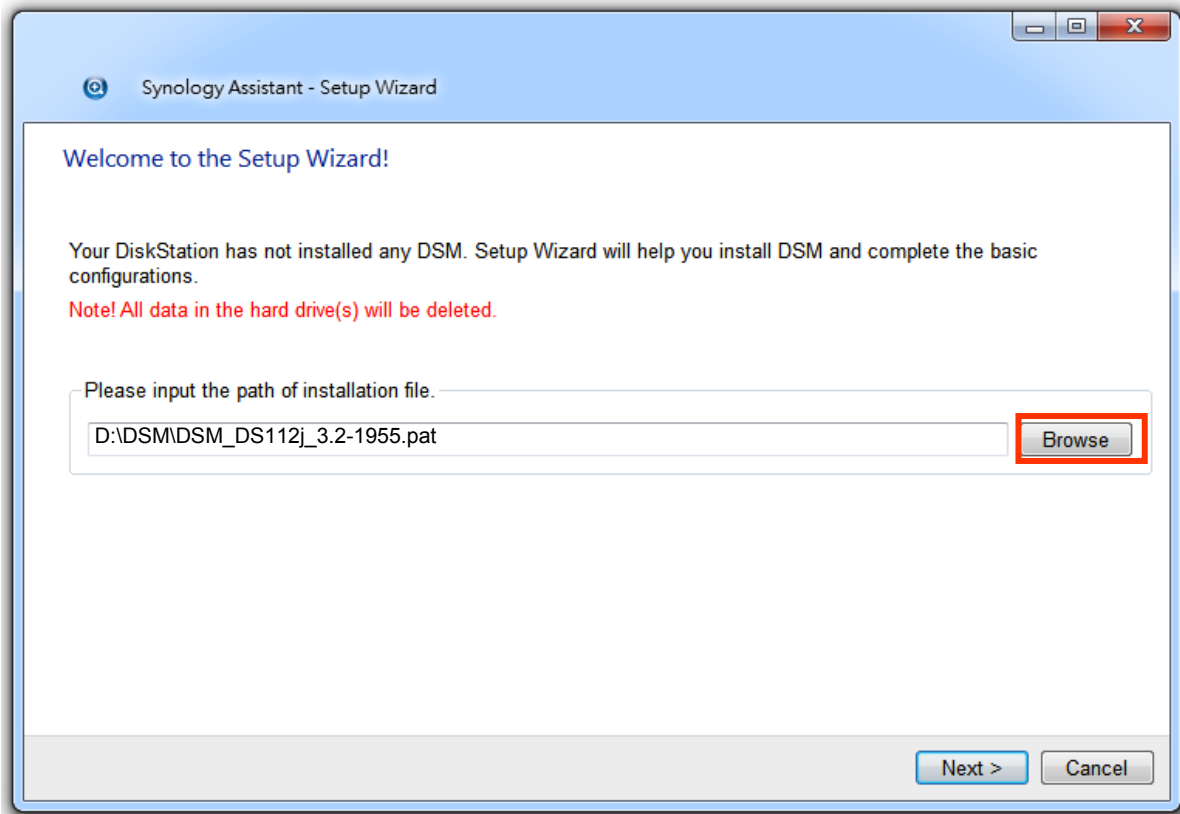 Synology Assistant - Setup Wizard
Welcome to the Setup Wizard!
Your DiskStation has not installed any DSM. Setup Wizard will help you install DSM and complete the basic
configurations.
Note! All data in the hard drive(s) will be deleted.
Please input the path of installation file.
D:\DSM\DSM_DS112j_3.2-1955.pat
Browse
Next >
Cancel